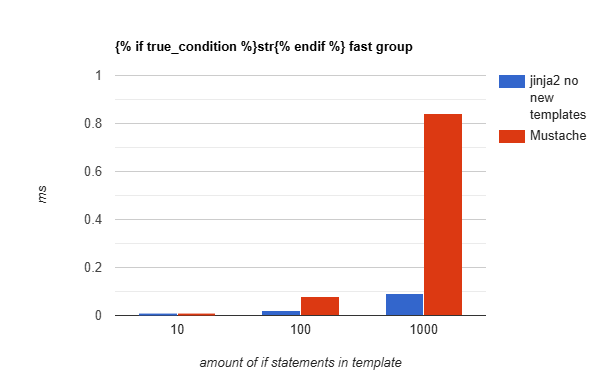 {% if true_condition %}str{% endif %} fast group
1
0.8
0.6
0.4
0.2
0
ms
10 100 1000
amount of if statements in template
jinja2 no
new
templates
Mustache